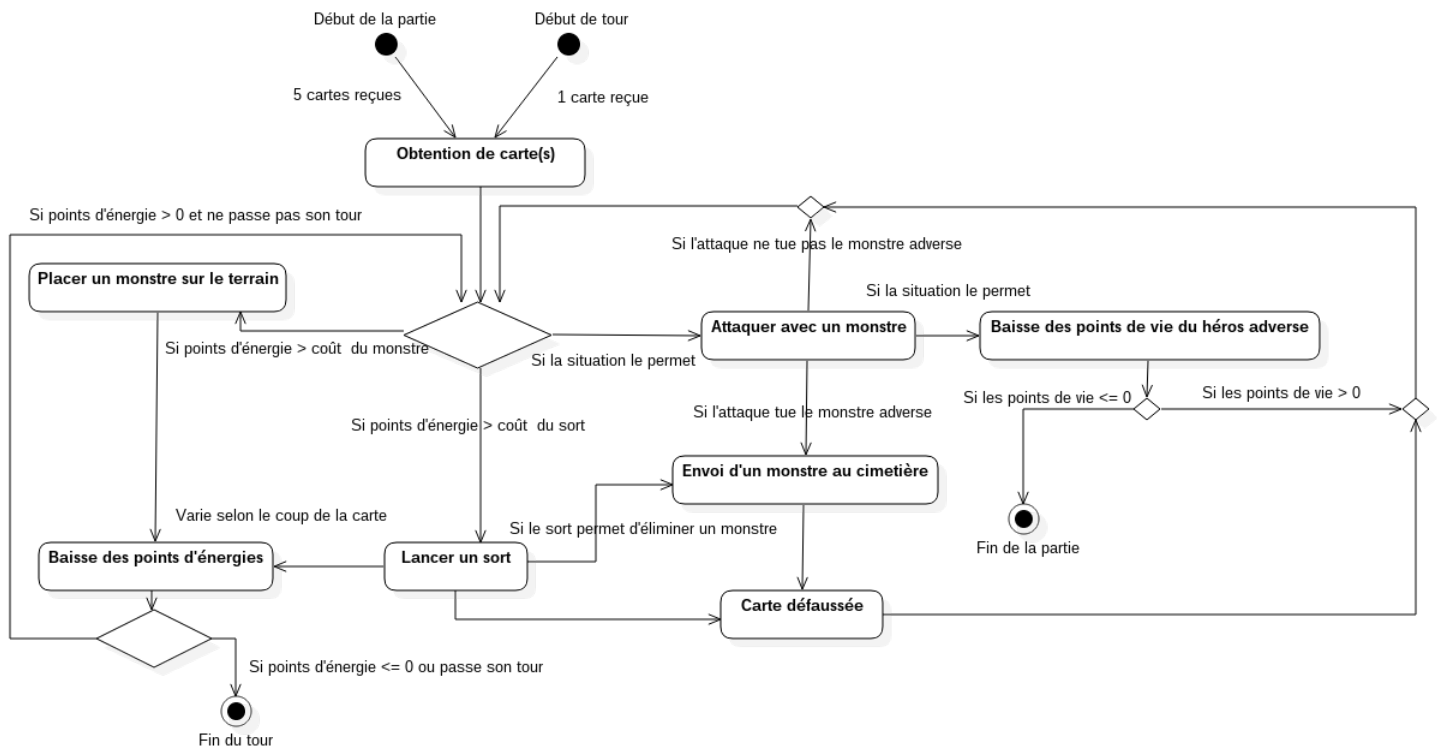 Début de la partie
Début de tour
5 cartes reçues
1 carte reçue
Obtention de carte(s)
Si points d'énergie > 0 et ne passe pas son tour
Si l'attaque ne tue pas le monstre adverse
Placer un monstre sur le terrain
Si la situation le permet
Attaquer avec un monstre
Baisse des points de vie du héros adverse
Si points d'énergie > coût  du monstre
Si la situation le permet
Si les points de vie <= 0
Si les points de vie > 0
Si l'attaque tue le monstre adverse
Si points d'énergie > coût  du sort
Envoi d'un monstre au cimetière
Varie selon le coup de la carte
Si le sort permet d'éliminer un monstre
Fin de la partie
Baisse des points d'énergies
Lancer un sort
Carte défaussée
Si points d'énergie <= 0 ou passe son tour
Fin du tour